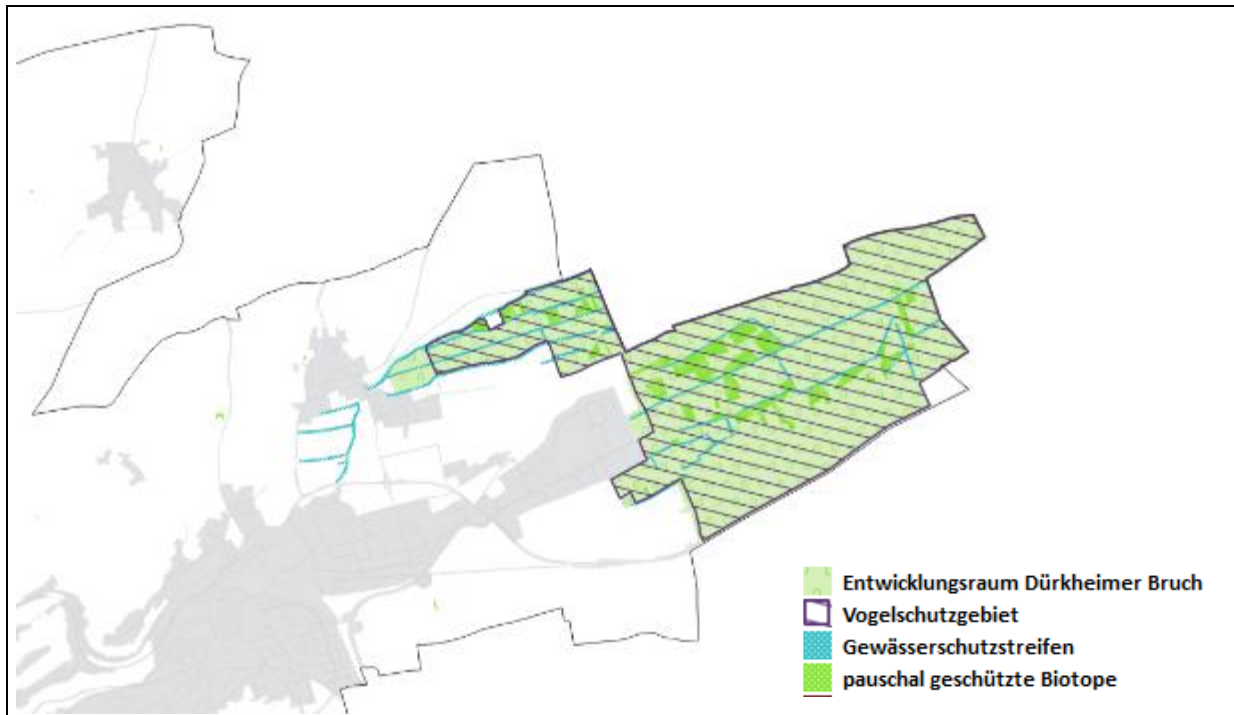 Entwicklungsraum Dürkheimer Bruch
Vogelschutzgebiet
Gewässerschutzstreifen
pauschal geschützte Biotope